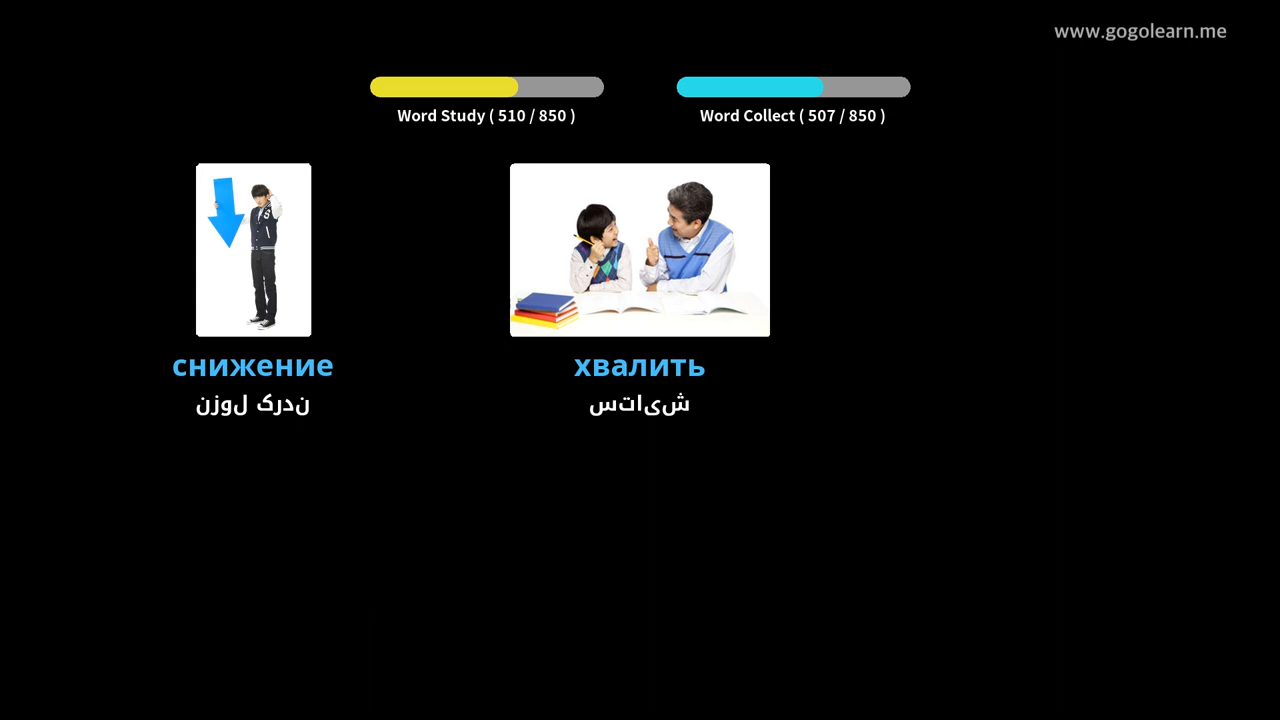 www.gogolearn.me
Word Study ( 510 / 850 )
Word Collect ( 507 / 850 )
снижение
ندرک لوزن
хвалить
شیاتس